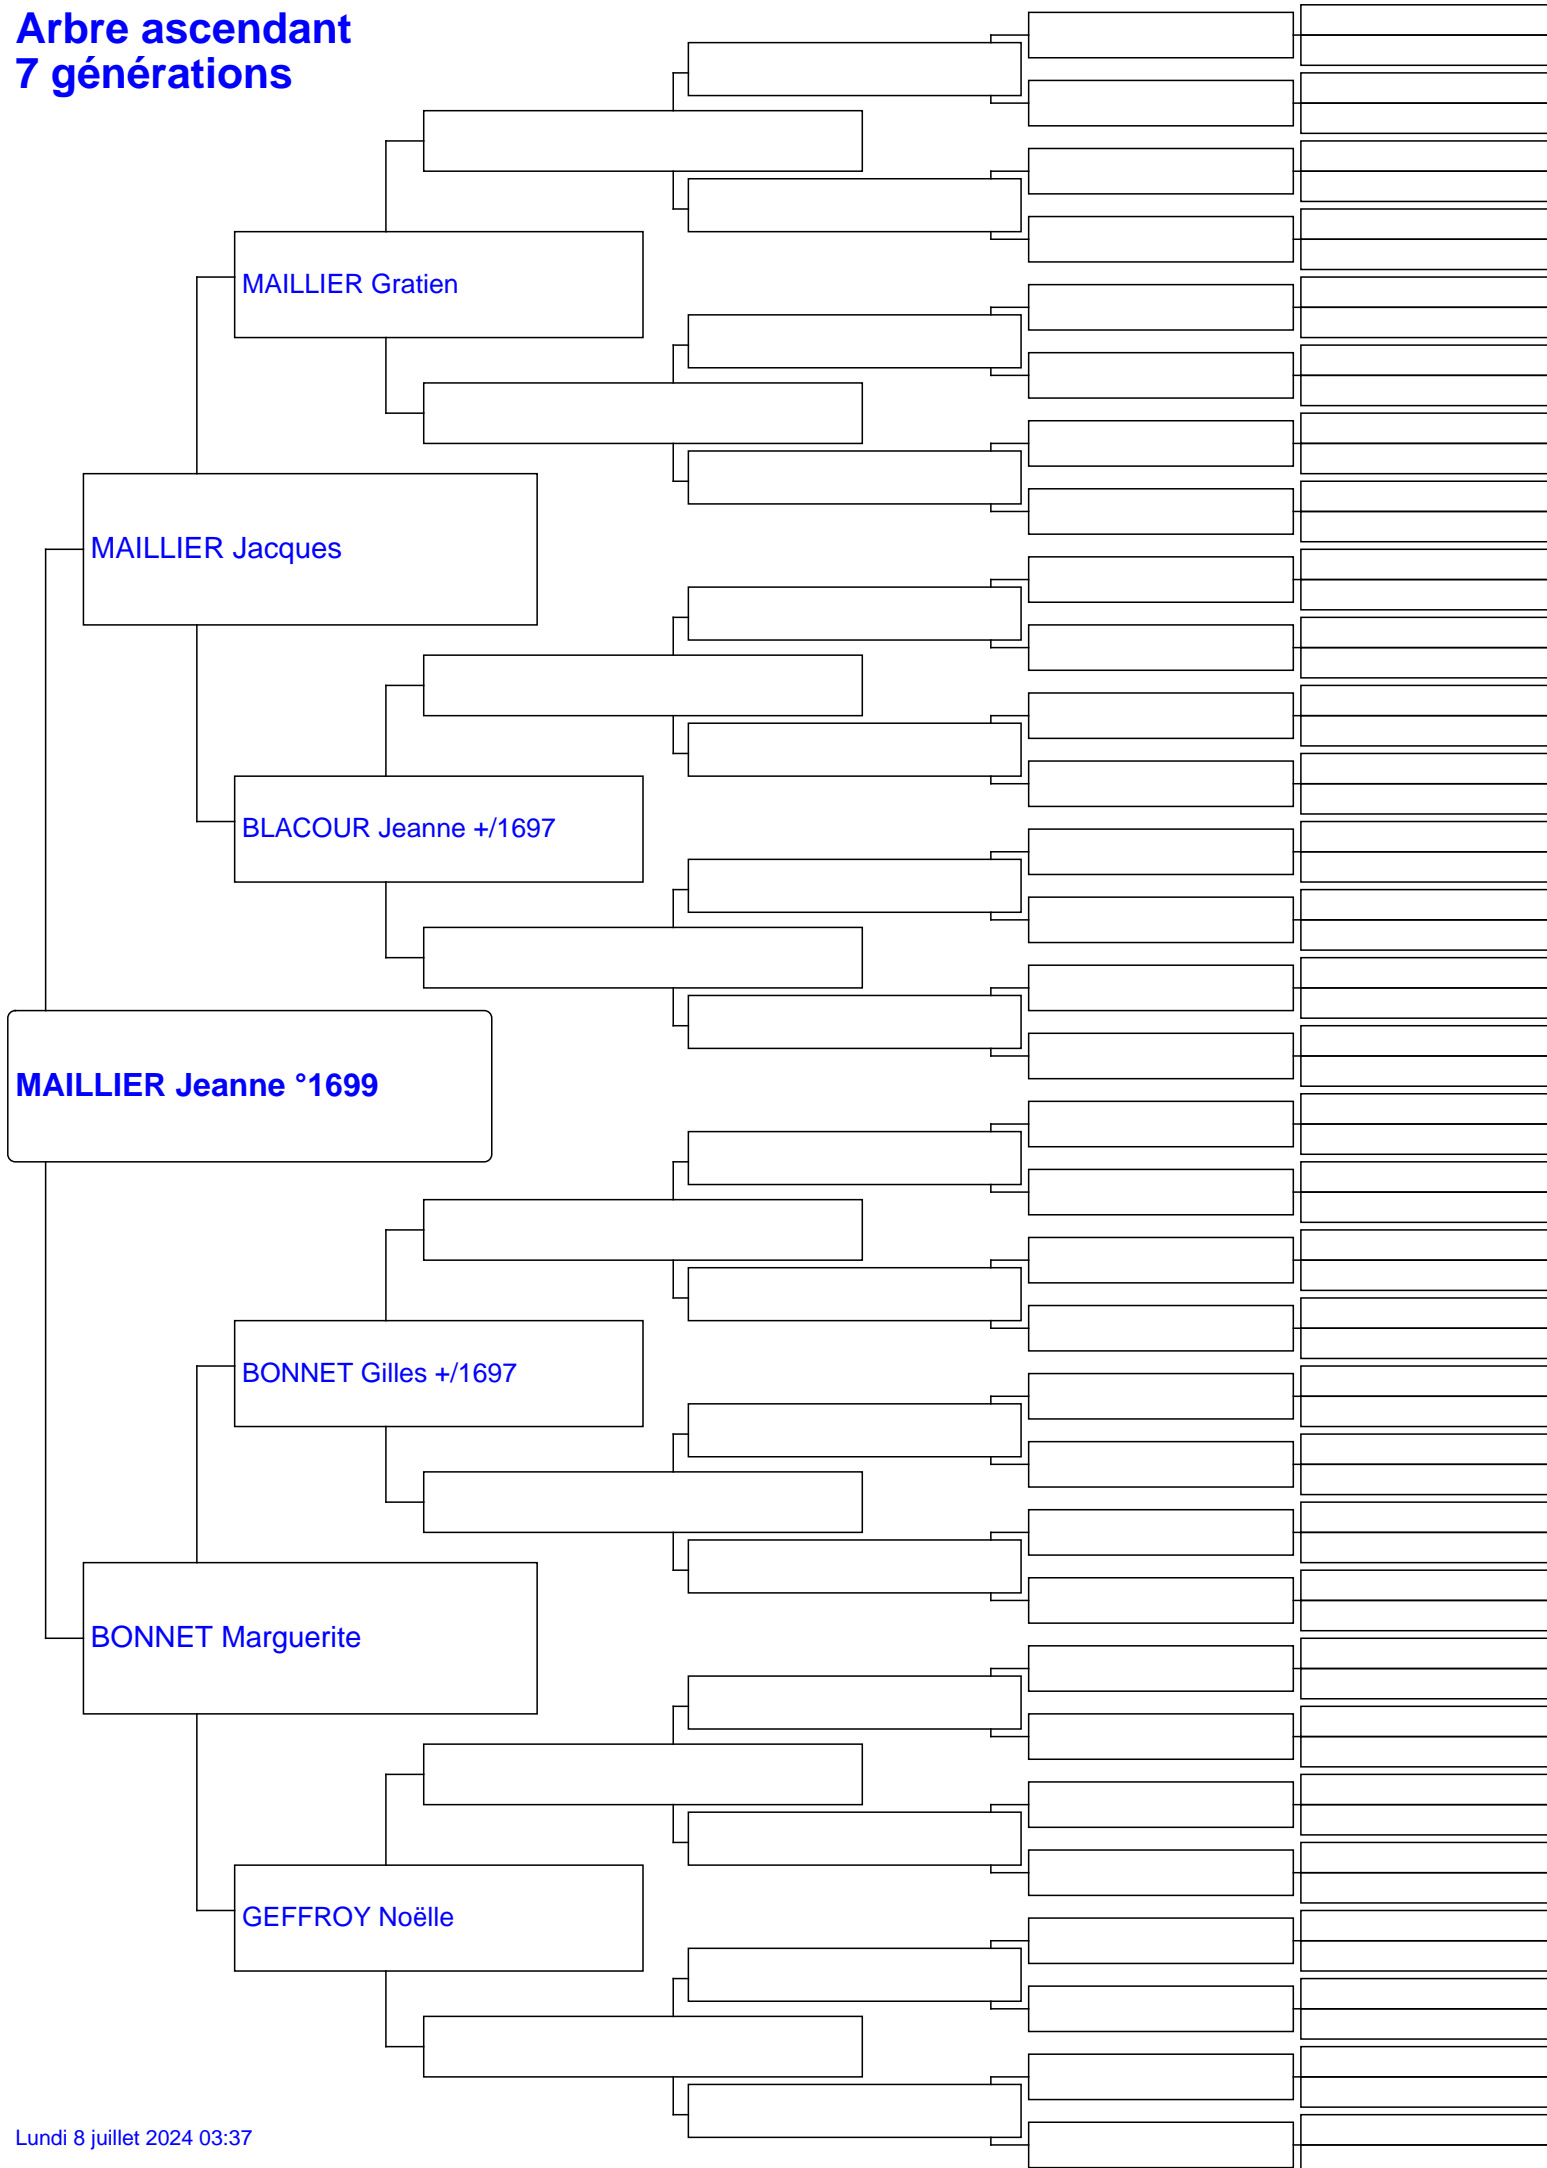 Arbre ascendant
7 générations
MAILLIER Gratien
MAILLIER Jacques
BLACOUR Jeanne +/1697
MAILLIER Jeanne °1699
BONNET Gilles +/1697
BONNET Marguerite
GEFFROY Noëlle
Lundi 8 juillet 2024 03:37